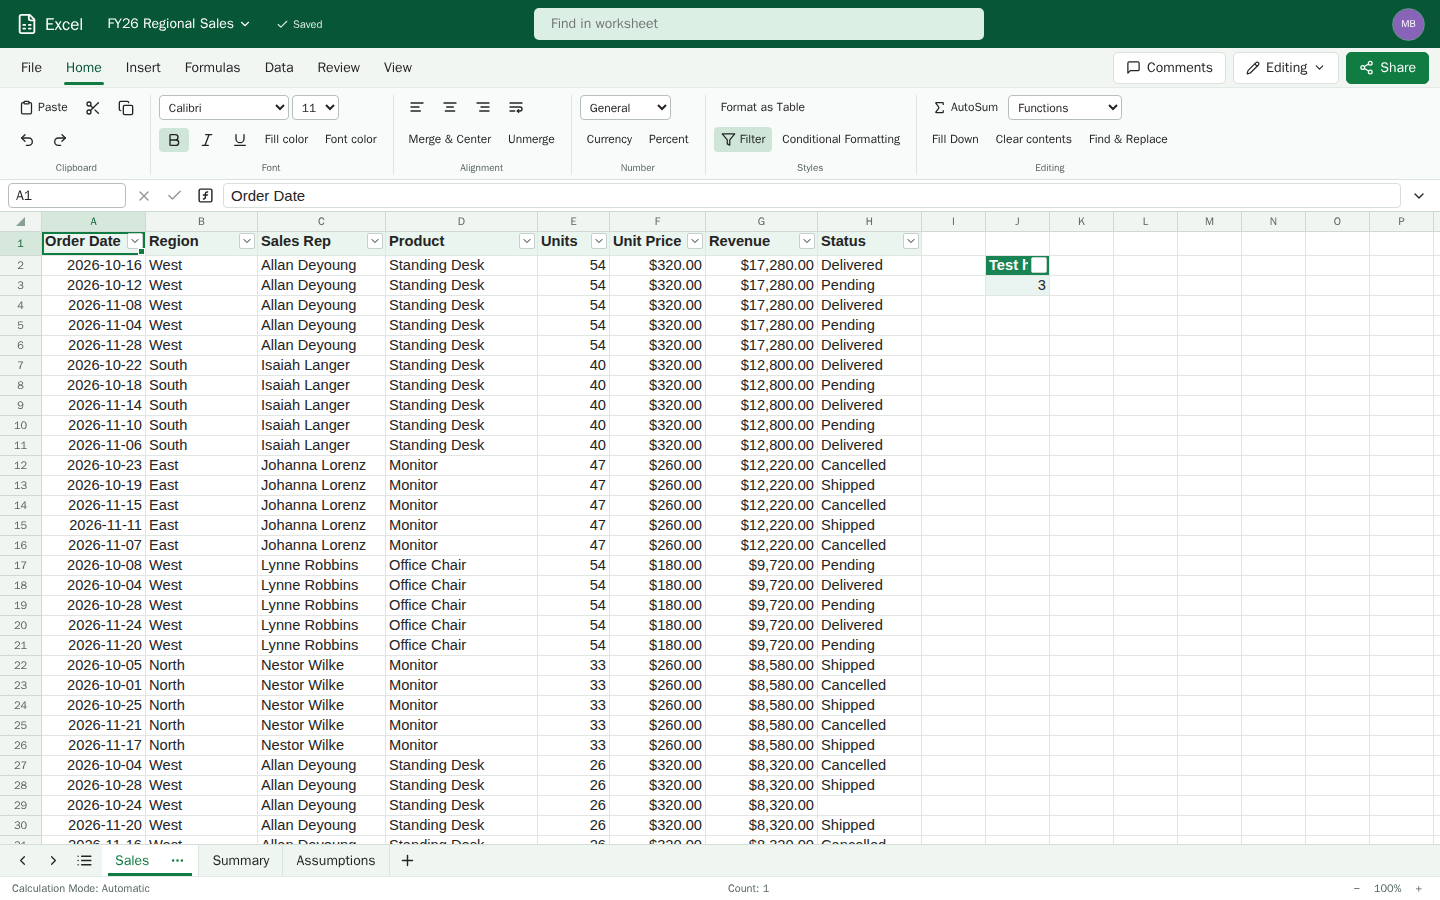 Excel FY26 Regional Sales Saved Find in worksheet MB
File Home Insert Formulas Data Review View Comments Editing Share
Paste Calibri 11 General Format as Table AutoSum Functions
B I U Fill color Font color Merge & Center Unmerge Currency Percent Filter Conditional Formatting Fill Down Clear contents Find & Replace
Clipboard Font Alignment Number Styles Editing
A1 Order Date
A B C D E F G H I J K L M N O P
1 Order Date Region Sales Rep Product Units Unit Price Revenue Status
2 2026-10-16 West Allan Deyoung Standing Desk 54 $320.00 $17,280.00 Delivered Test
3 2026-10-12 West Allan Deyoung Standing Desk 54 $320.00 $17,280.00 Pending 3
4 2026-11-08 West Allan Deyoung Standing Desk 54 $320.00 $17,280.00 Delivered
5 2026-11-04 West Allan Deyoung Standing Desk 54 $320.00 $17,280.00 Pending
6 2026-11-28 West Allan Deyoung Standing Desk 54 $320.00 $17,280.00 Delivered
7 2026-10-22 South Isaiah Langer Standing Desk 40 $320.00 $12,800.00 Delivered
8 2026-10-18 South Isaiah Langer Standing Desk 40 $320.00 $12,800.00 Pending
9 2026-11-14 South Isaiah Langer Standing Desk 40 $320.00 $12,800.00 Delivered
10 2026-11-10 South Isaiah Langer Standing Desk 40 $320.00 $12,800.00 Pending
11 2026-11-06 South Isaiah Langer Standing Desk 40 $320.00 $12,800.00 Delivered
12 2026-10-23 East Johanna Lorenz Monitor 47 $260.00 $12,220.00 Cancelled
13 2026-10-19 East Johanna Lorenz Monitor 47 $260.00 $12,220.00 Shipped
14 2026-11-15 East Johanna Lorenz Monitor 47 $260.00 $12,220.00 Cancelled
15 2026-11-11 East Johanna Lorenz Monitor 47 $260.00 $12,220.00 Shipped
16 2026-11-07 East Johanna Lorenz Monitor 47 $260.00 $12,220.00 Cancelled
17 2026-10-08 West Lynne Robbins Office Chair 54 $180.00 $9,720.00 Pending
18 2026-10-04 West Lynne Robbins Office Chair 54 $180.00 $9,720.00 Delivered
19 2026-10-28 West Lynne Robbins Office Chair 54 $180.00 $9,720.00 Pending
20 2026-11-24 West Lynne Robbins Office Chair 54 $180.00 $9,720.00 Delivered
21 2026-11-20 West Lynne Robbins Office Chair 54 $180.00 $9,720.00 Pending
22 2026-10-05 North Nestor Wilke Monitor 33 $260.00 $8,580.00 Shipped
23 2026-10-01 North Nestor Wilke Monitor 33 $260.00 $8,580.00 Cancelled
24 2026-10-25 North Nestor Wilke Monitor 33 $260.00 $8,580.00 Shipped
25 2026-11-21 North Nestor Wilke Monitor 33 $260.00 $8,580.00 Cancelled
26 2026-11-17 North Nestor Wilke Monitor 33 $260.00 $8,580.00 Shipped
27 2026-10-04 West Allan Deyoung Standing Desk 26 $320.00 $8,320.00 Cancelled
28 2026-10-28 West Allan Deyoung Standing Desk 26 $320.00 $8,320.00 Shipped
29 2026-10-24 West Allan Deyoung Standing Desk 26 $320.00 $8,320.00
30 2026-11-20 West Allan Deyoung Standing Desk 26 $320.00 $8,320.00 Shipped
Sales Summary Assumptions
Calculation Mode: Automatic Count: 1 100%